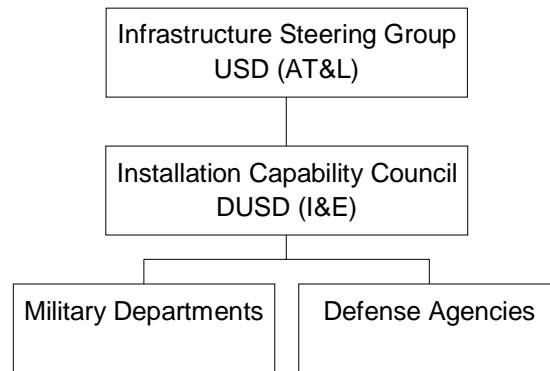 Infrastructure Steering Group
USD (AT&L)
Installation Capability Council
DUSD (I&E)
Military Departments
Defense Agencies